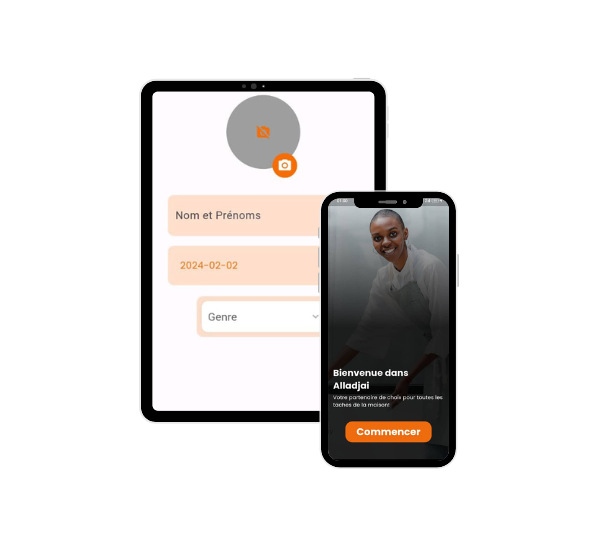 Nom et Prénoms
2024-02-02
Genre
Bienvenue dans
Alladjai
Votre partenaire de choix pour toutes les
taches de la maison!
Commencer